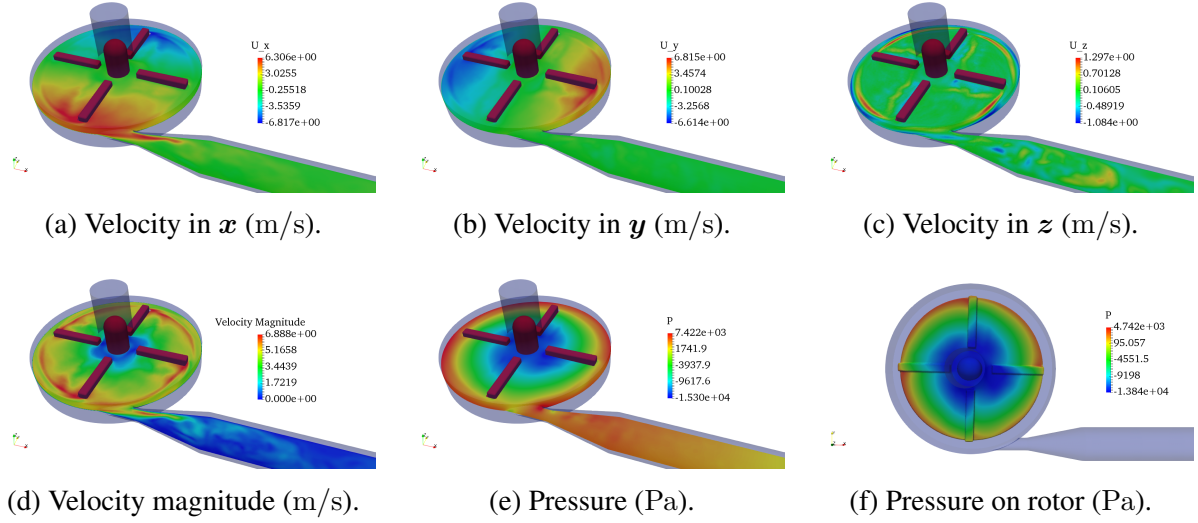 U_x
6.306e+00
3.0255
-0.25518
-3.5359
-6.817e+00
(a) Velocity in x (m/s).
U_y
6.815e+00
3.4574
0.10028
-3.2568
-6.614e+00
(b) Velocity in y (m/s).
U_z
1.297e+00
0.70128
0.10605
-0.48919
-1.084e+00
(c) Velocity in z (m/s).
Velocity Magnitude
6.888e+00
5.1658
3.4439
1.7219
0.000e+00
(d) Velocity magnitude (m/s).
p
7.422e+03
1741.9
-3937.9
-9617.6
-1.530e+04
(e) Pressure (Pa).
p
4.742e+03
95.057
-4551.5
-9198
-1.384e+04
(f) Pressure on rotor (Pa).